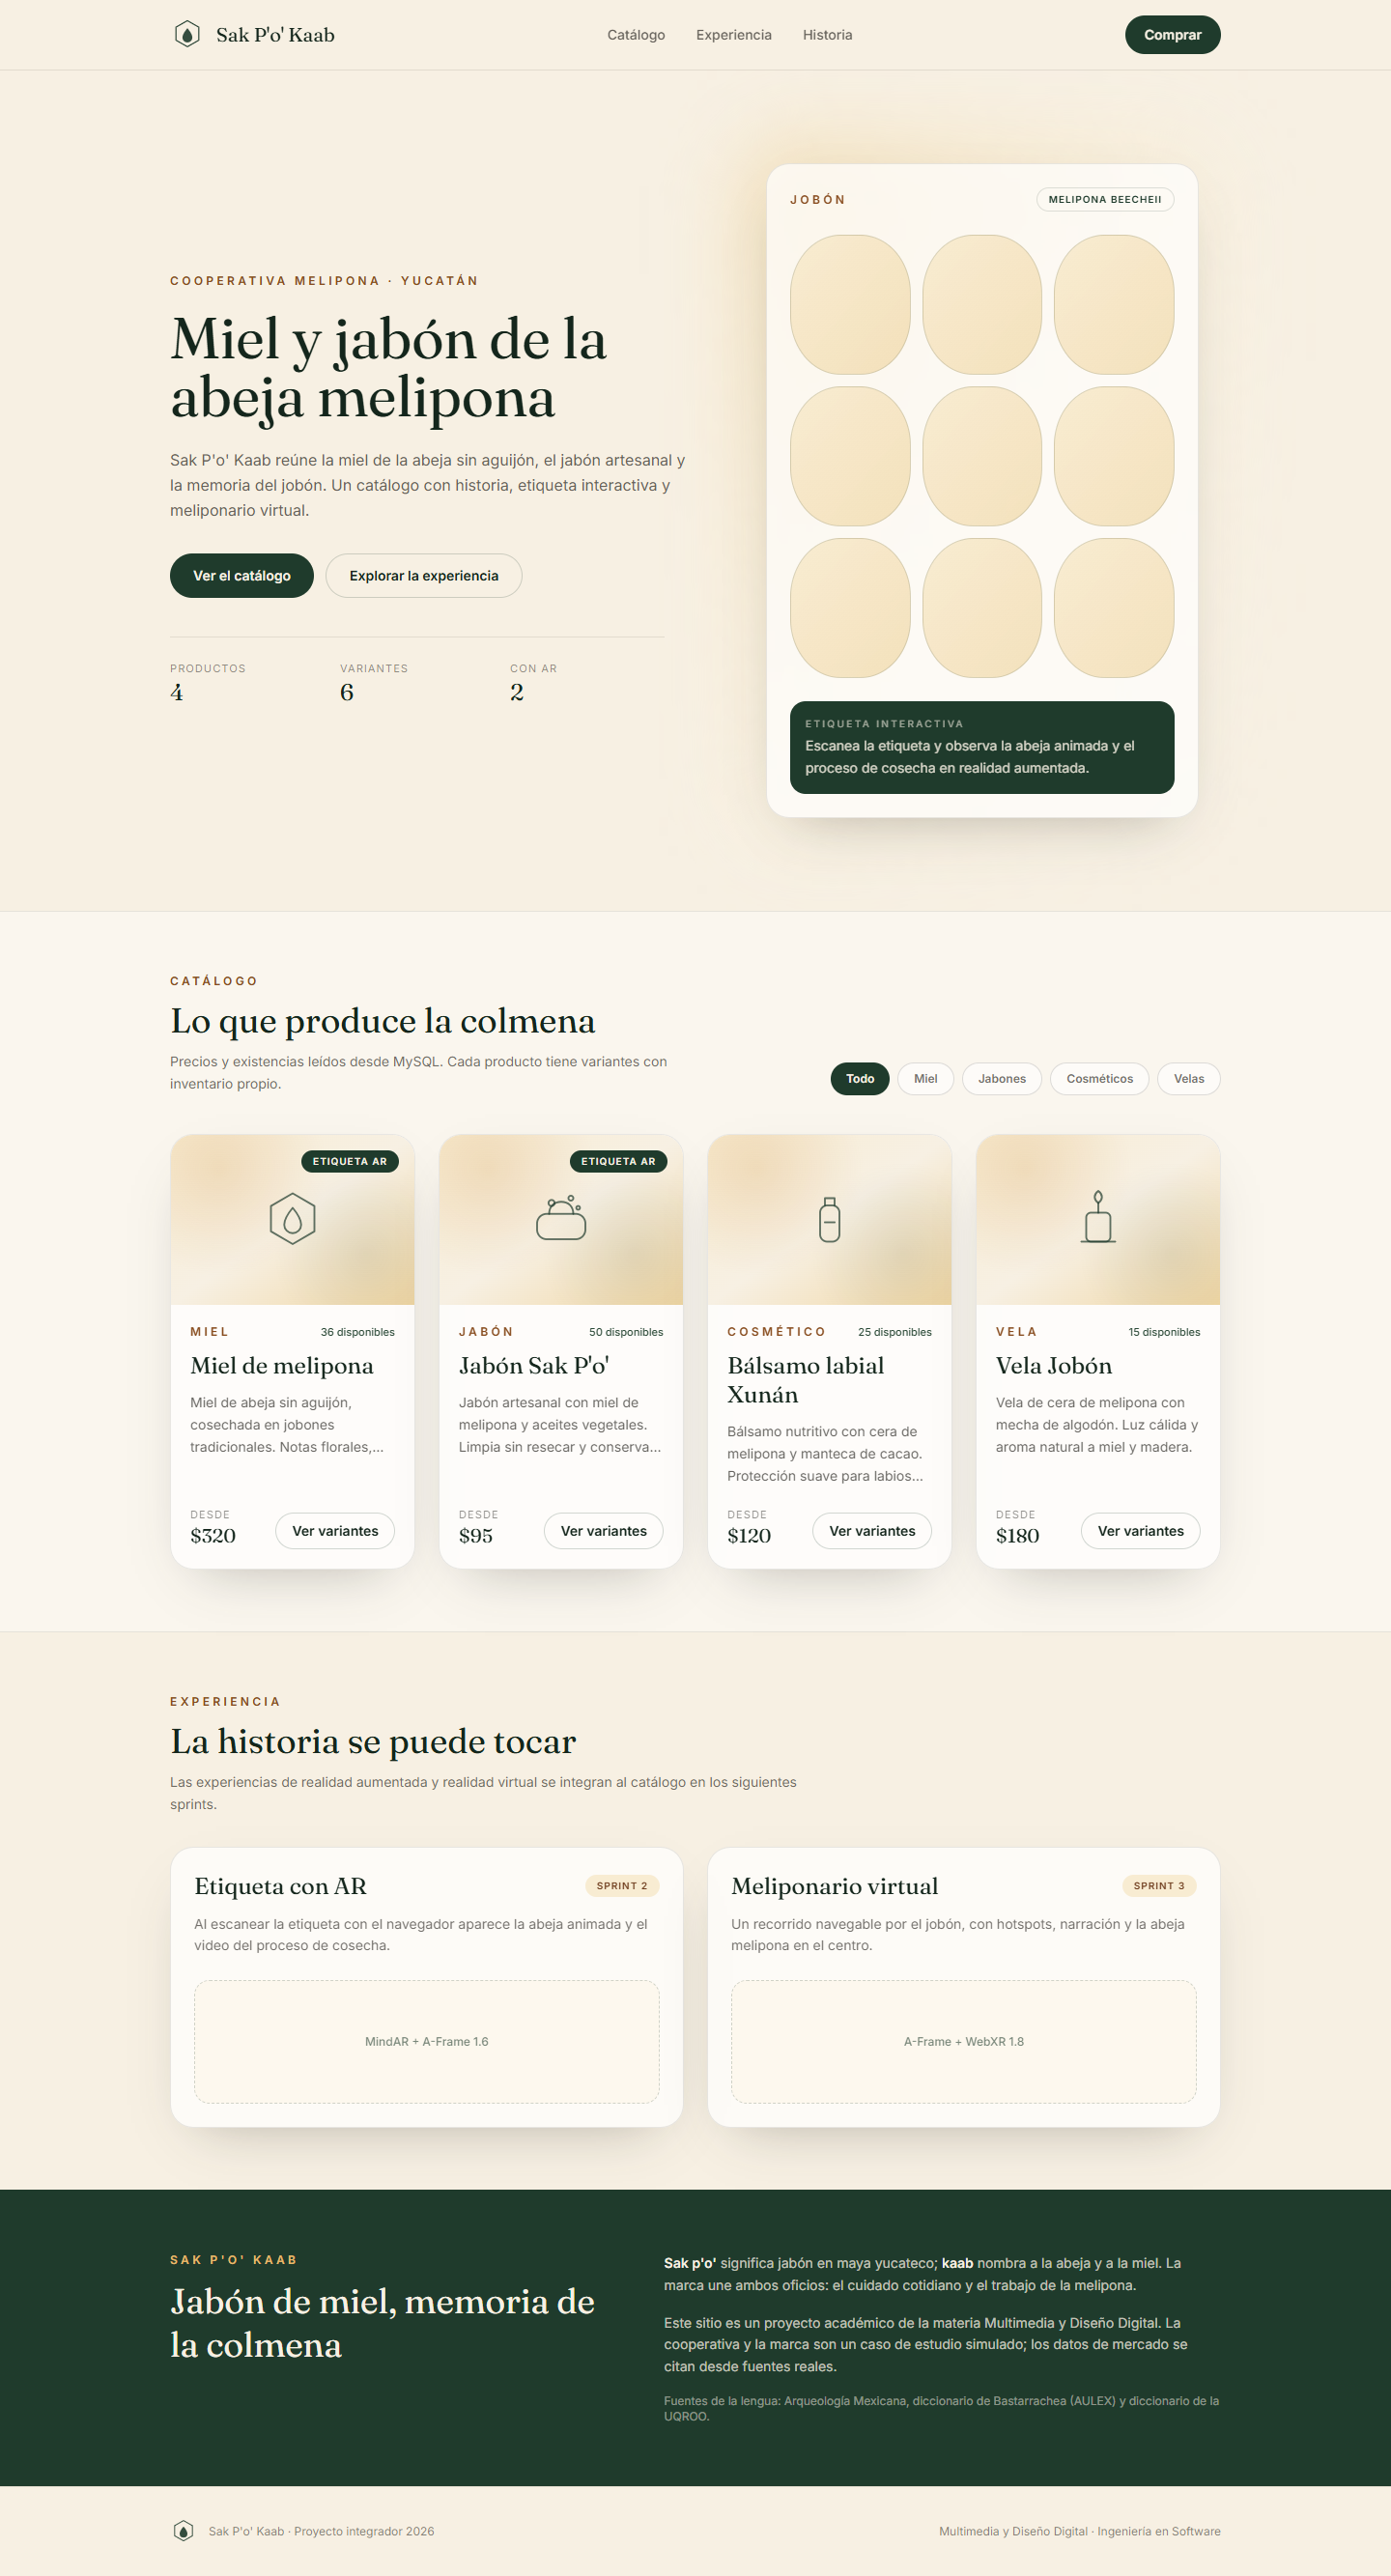 Sak P'o' Kaab
Catálogo
Experiencia
Historia
Comprar
COOPERATIVA MELIPONA · YUCATÁN
Miel y jabón de la
abeja melipona
Sak P'o' Kaab reúne la miel de la abeja sin aguijón, el jabón artesanal y
la memoria del jobón. Un catálogo con historia, etiqueta interactiva y
meliponario virtual.
Ver el catálogo
Explorar la experiencia
PRODUCTOS
4
VARIANTES
6
CON AR
2
JOBÓN
MELIPONA BEECHEII
ETIQUETA INTERACTIVA
Escanea la etiqueta y observa la abeja animada y el
proceso de cosecha en realidad aumentada.
CATÁLOGO
Lo que produce la colmena
Precios y existencias leídos desde MySQL. Cada producto tiene variantes con
inventario propio.
Todo
Miel
Jabones
Cosméticos
Velas
ETIQUETA AR
MIEL
36 disponibles
Miel de melipona
Miel de abeja sin aguijón,
cosechada en jobones
tradicionales. Notas florales,...
DESDE
$320
Ver variantes
ETIQUETA AR
JABÓN
50 disponibles
Jabón Sak P'o'
Jabón artesanal con miel de
melipona y aceites vegetales.
Limpia sin resecar y conserva...
DESDE
$95
Ver variantes
COSMÉTICO
25 disponibles
Bálsamo labial
Xunán
Bálsamo nutritivo con cera de
melipona y manteca de cacao.
Protección suave para labios...
DESDE
$120
Ver variantes
VELA
15 disponibles
Vela Jobón
Vela de cera de melipona con
mecha de algodón. Luz cálida y
aroma natural a miel y madera.
DESDE
$180
Ver variantes
EXPERIENCIA
La historia se puede tocar
Las experiencias de realidad aumentada y realidad virtual se integran al catálogo en los siguientes
sprints.
Etiqueta con AR
SPRINT 2
Al escanear la etiqueta con el navegador aparece la abeja animada y el
video del proceso de cosecha.
MindAR + A-Frame 1.6
Meliponario virtual
SPRINT 3
Un recorrido navegable por el jobón, con hotspots, narración y la abeja
melipona en el centro.
A-Frame + WebXR 1.8
SAK P'O' KAAB
Jabón de miel, memoria de
la colmena
Sak p'o' significa jabón en maya yucateco; kaab nombra a la abeja y a la miel. La
marca une ambos oficios: el cuidado cotidiano y el trabajo de la melipona.
Este sitio es un proyecto académico de la materia Multimedia y Diseño Digital. La
cooperativa y la marca son un caso de estudio simulado; los datos de mercado se
citan desde fuentes reales.
Fuentes de la lengua: Arqueología Mexicana, diccionario de Bastarrachea (AULEX) y diccionario de la
UQROO.
Sak P'o' Kaab · Proyecto integrador 2026
Multimedia y Diseño Digital · Ingeniería en Software